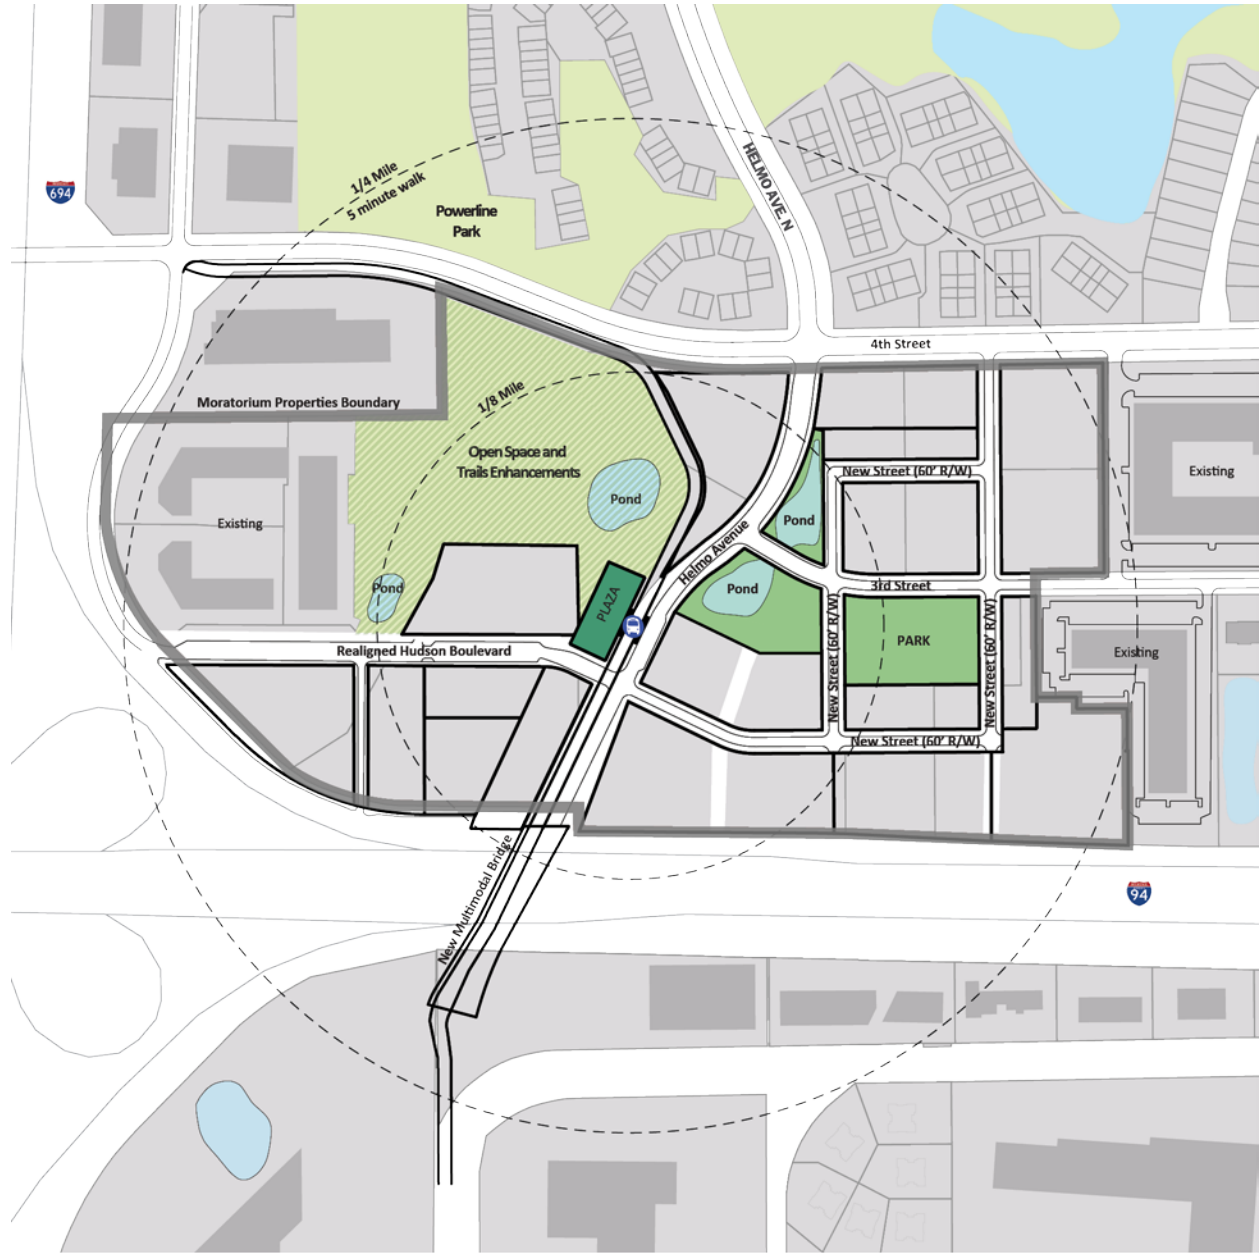 HELMO AVE. N
1/4 Mile
5 minute walk
694
Powerline
Park
4th Street
1/8 Mile
Moratorium Properties Boundary
Open Space and
Trails Enhancements
New Street (60' R/W)
Existing
Pond
Pond
Existing
Helmo Avenue
3rd Street
Pond
Pond
PLAZA
PARK
New Street (60' R/W)
New Street (60' R/W)
Existing
Realigned Hudson Boulevard
New Street (60' R/W)
New Multimodal Bridge
94